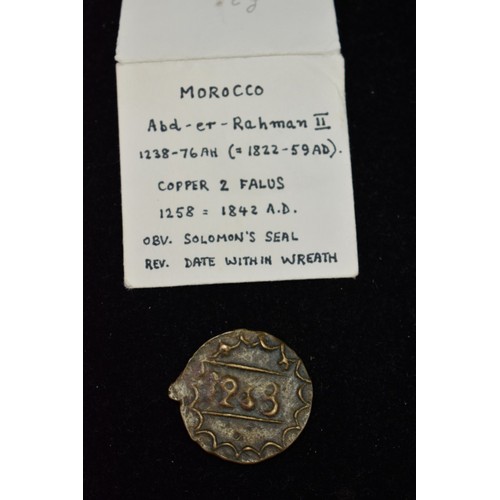 MOROCCO
Abd-er-Rahman II
1238-76 AH (= 1822-59 AD).
COPPER 2 FALUS
1258 = 1842 A.D.
OBV. SOLOMON'S SEAL
REV. DATE WITHIN WREATH
1263